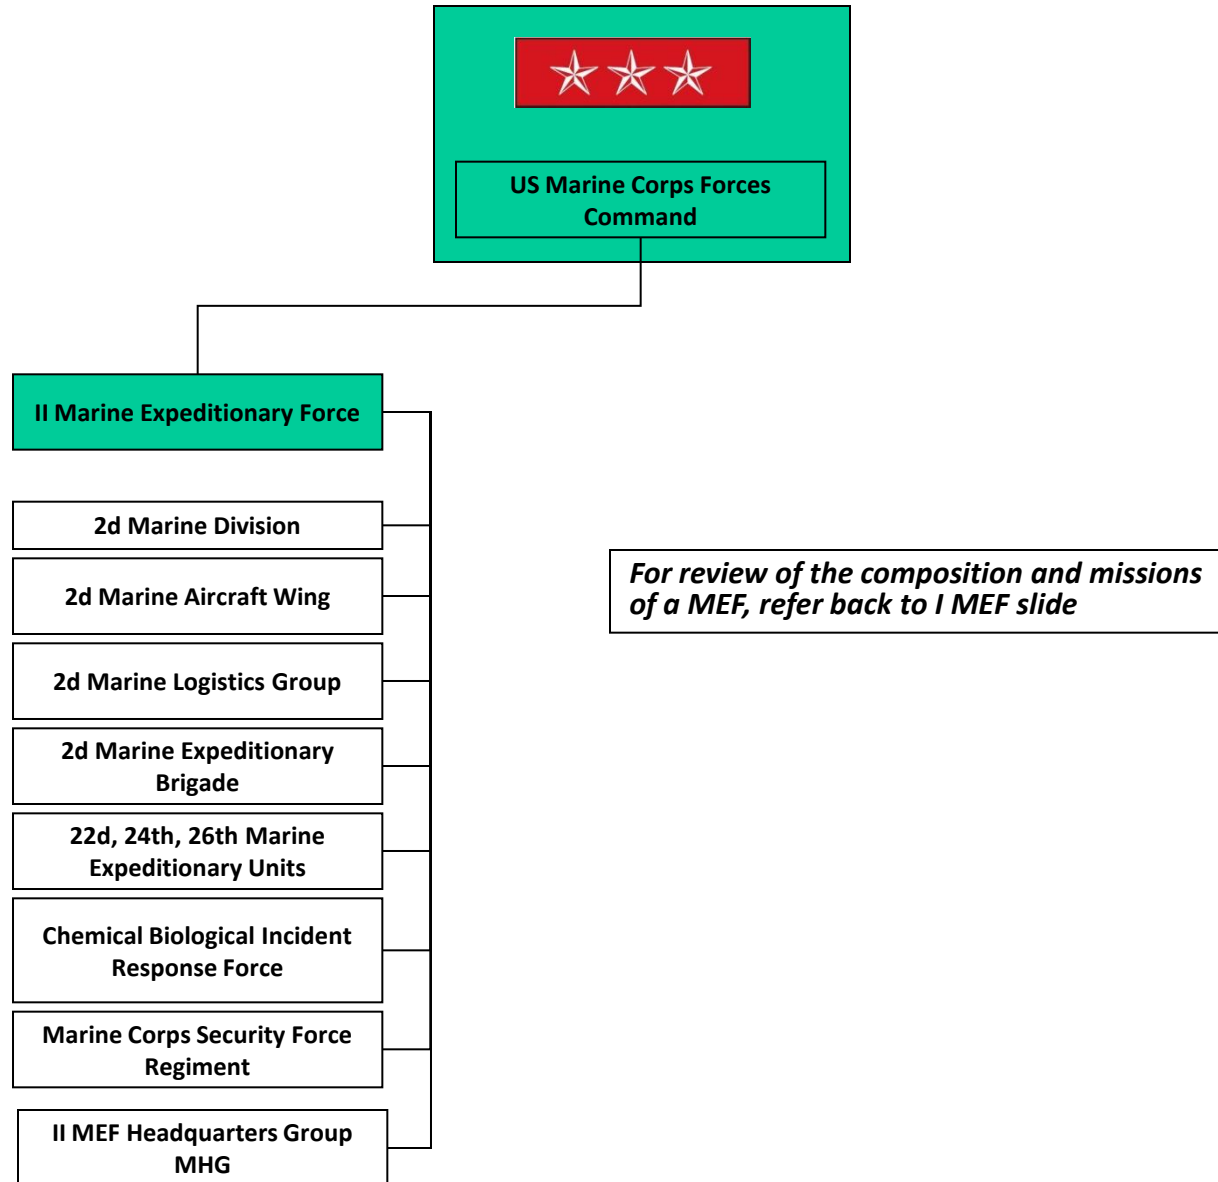 US Marine Corps Forces
Command
II Marine Expeditionary Force
2d Marine Division
2d Marine Aircraft Wing
2d Marine Logistics Group
2d Marine Expeditionary
Brigade
22d, 24th, 26th Marine
Expeditionary Units
Chemical Biological Incident
Response Force
Marine Corps Security Force
Regiment
II MEF Headquarters Group
MHG
For review of the composition and missions
of a MEF, refer back to I MEF slide